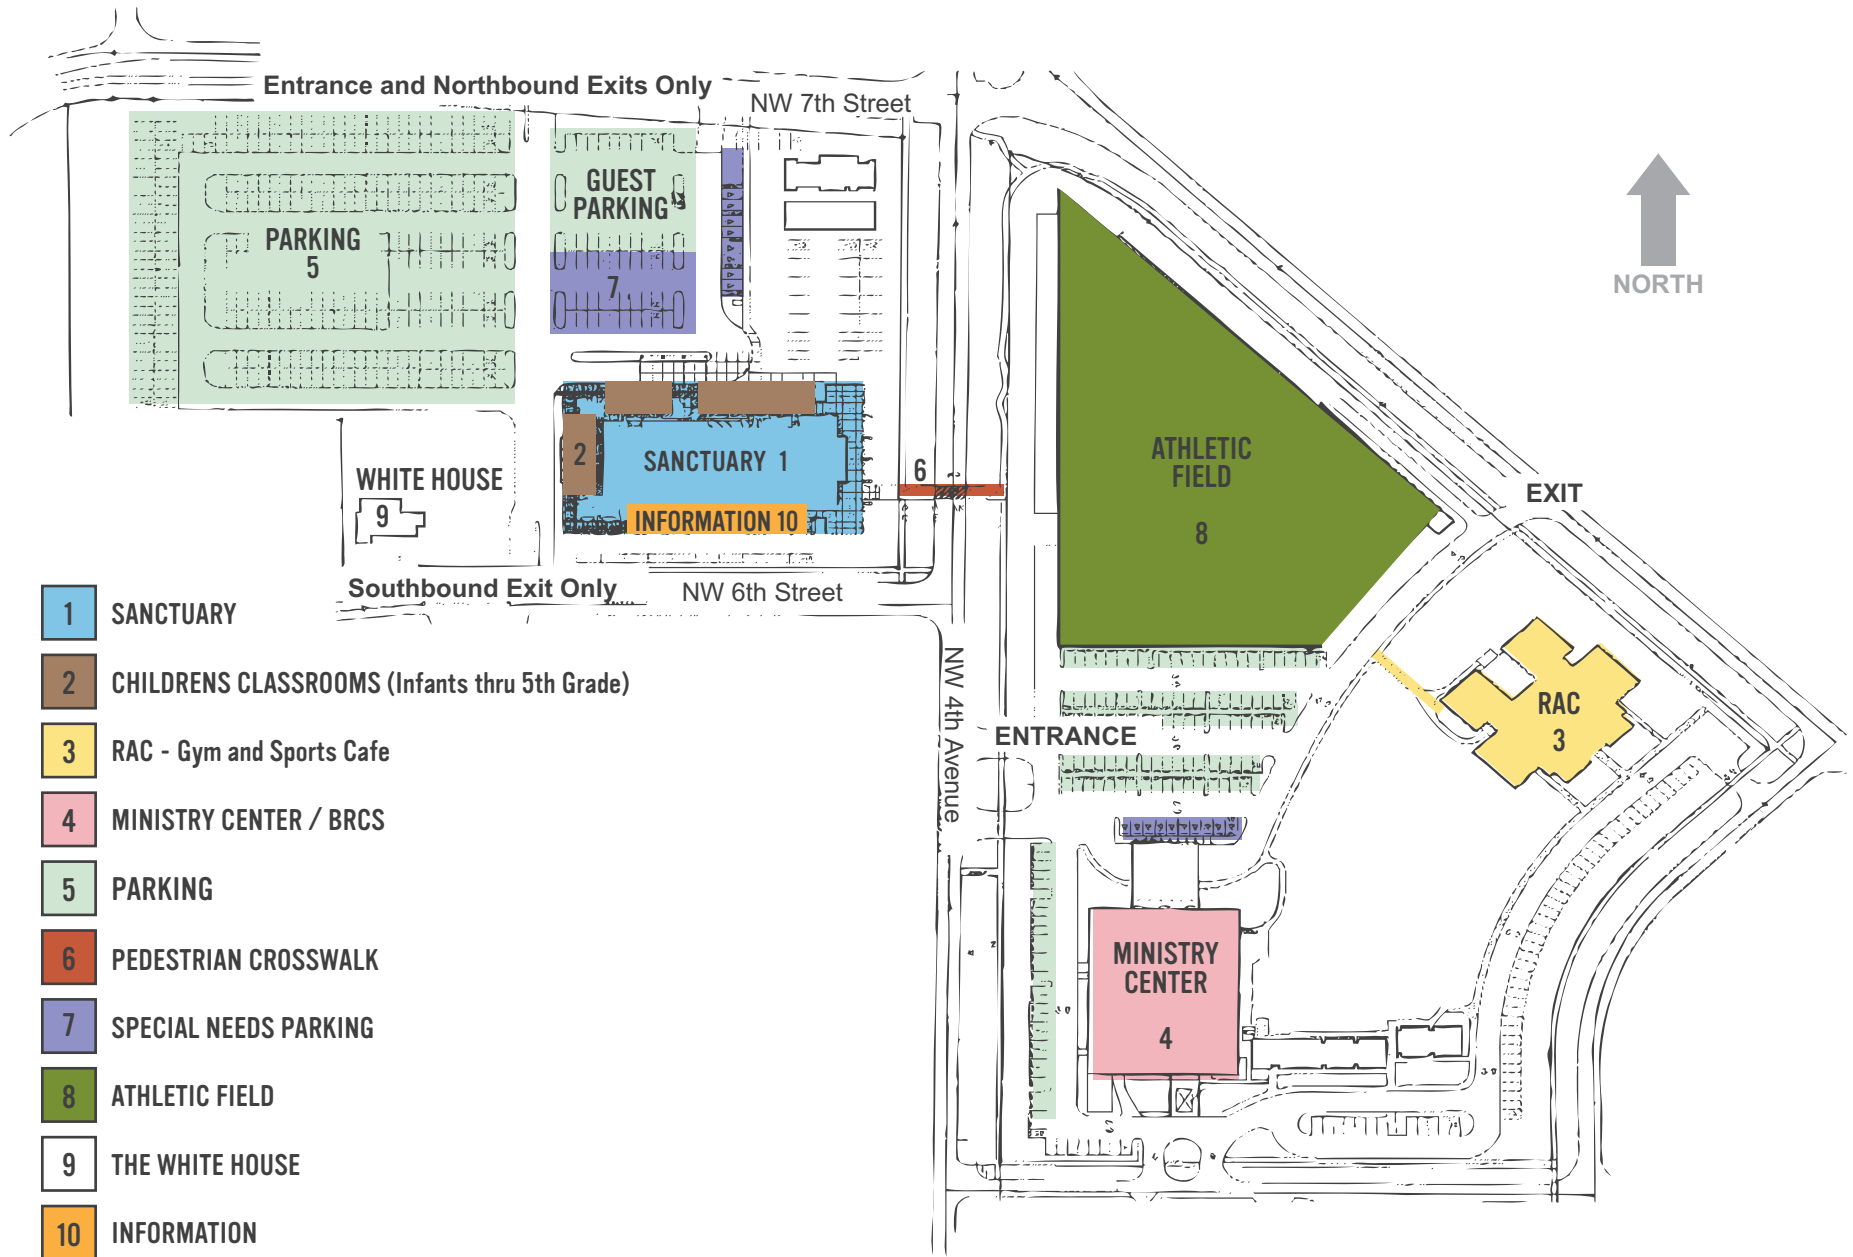 Entrance and Northbound Exits Only
NW 7th Street
GUEST
PARKING
PARKING
5
7
NORTH
2
SANCTUARY 1
6
WHITE HOUSE
9
INFORMATION 10
ATHLETIC
FIELD
8
EXIT
Southbound Exit Only
NW 6th Street
NW 4th Avenue
ENTRANCE
RAC
3
MINISTRY
CENTER
4
1 SANCTUARY
2 CHILDRENS CLASSROOMS (Infants thru 5th Grade)
3 RAC - Gym and Sports Cafe
4 MINISTRY CENTER / BRCS
5 PARKING
6 PEDESTRIAN CROSSWALK
7 SPECIAL NEEDS PARKING
8 ATHLETIC FIELD
9 THE WHITE HOUSE
10 INFORMATION